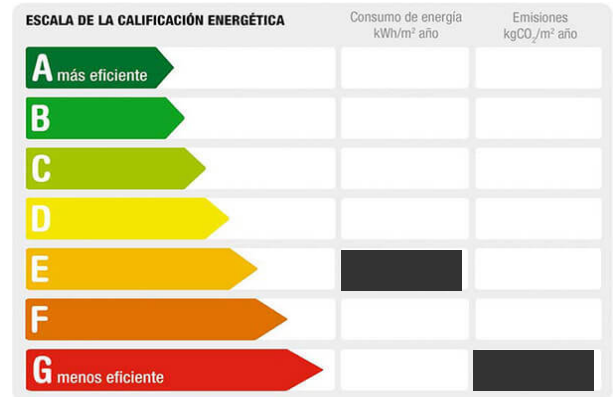 ESCALA DE LA CALIFICACIÓN ENERGÉTICA
Consumo de energía
kWh/m² año
Emisiones
kgCO₂/m² año
A más eficiente
B
C
D
E
F
G menos eficiente